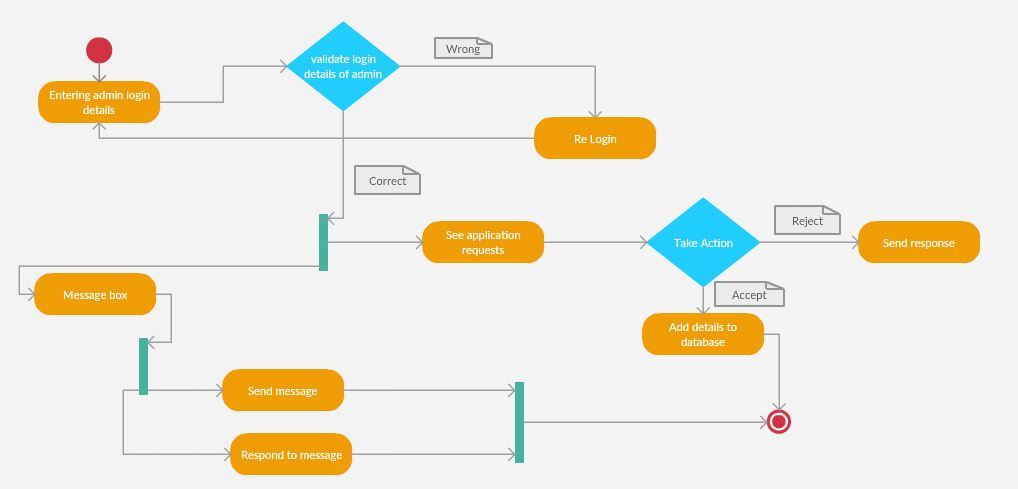 validate login
details of admin
Wrong
Entering admin login
details
Re Login
Correct
See application
requests
Take Action
Reject
Send response
Message box
Accept
Add details to
database
Send message
Respond to message